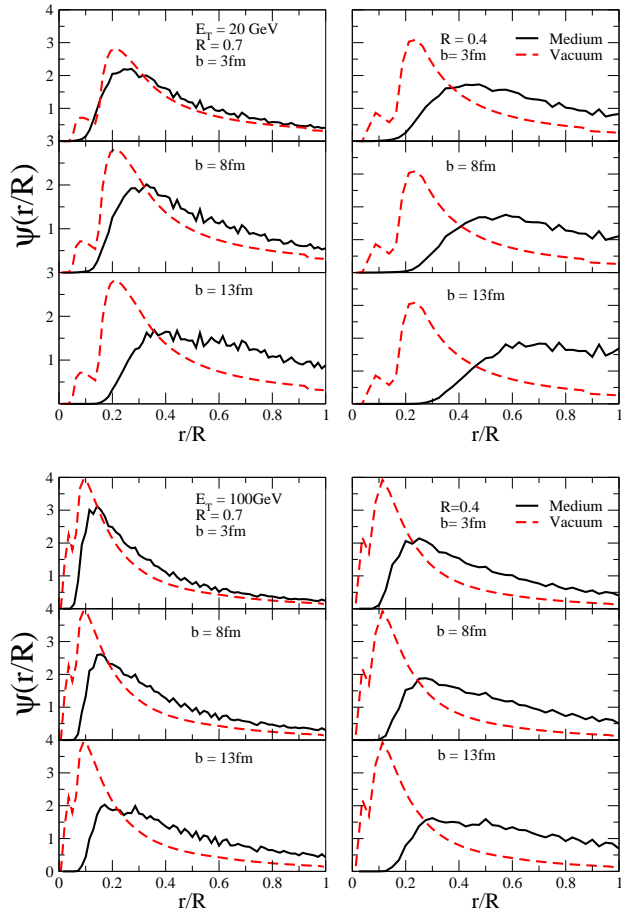 4
E_T = 20 GeV
R = 0.7
b = 3fm
R = 0.4
b= 3fm
Medium
Vacuum
3
2
1
3
b = 8fm
b = 8fm
2
1
ψ(r/R)
3
b = 13fm
b = 13fm
2
1
0 0.2 0.4 0.6 0.8 1
0 0.2 0.4 0.6 0.8 1
r/R
r/R
4
E_T = 100GeV
R = 0.7
b = 3fm
R=0.4
b= 3fm
Medium
Vacuum
3
2
1
4
b = 8fm
b = 8fm
3
2
1
ψ(r/R)
4
b = 13fm
b = 13fm
3
2
1
0
0 0.2 0.4 0.6 0.8 1
0 0.2 0.4 0.6 0.8 1
r/R
r/R